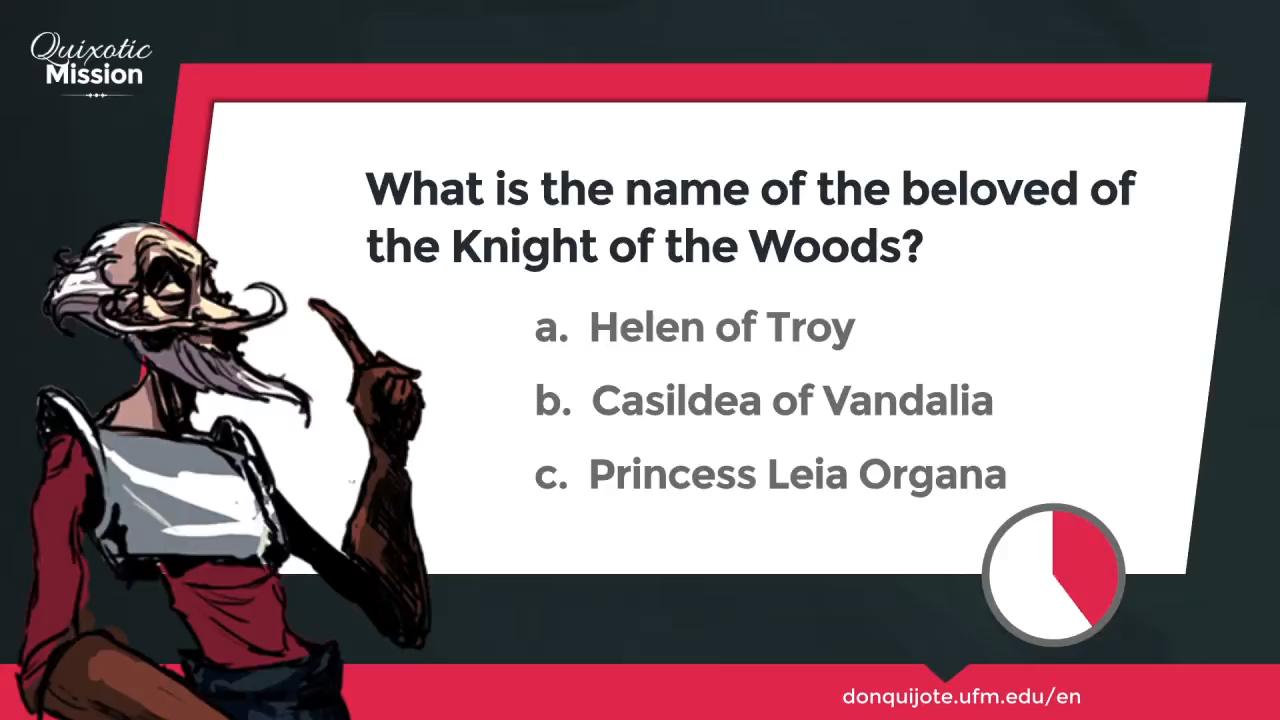 Quixotic
Mission
What is the name of the beloved of
the Knight of the Woods?
a. Helen of Troy
b. Casildea of Vandalia
c. Princess Leia Organa
donquijote.ufm.edu/en